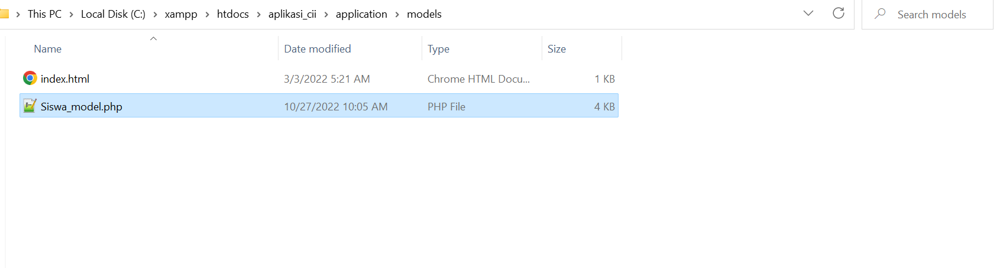 This PC > Local Disk (C:) > xampp > htdocs > aplikasi_cii > application > models Search models
Name Date modified Type Size
index.html 3/3/2022 5:21 AM Chrome HTML Docu... 1 KB
Siswa_model.php 10/27/2022 10:05 AM PHP File 4 KB